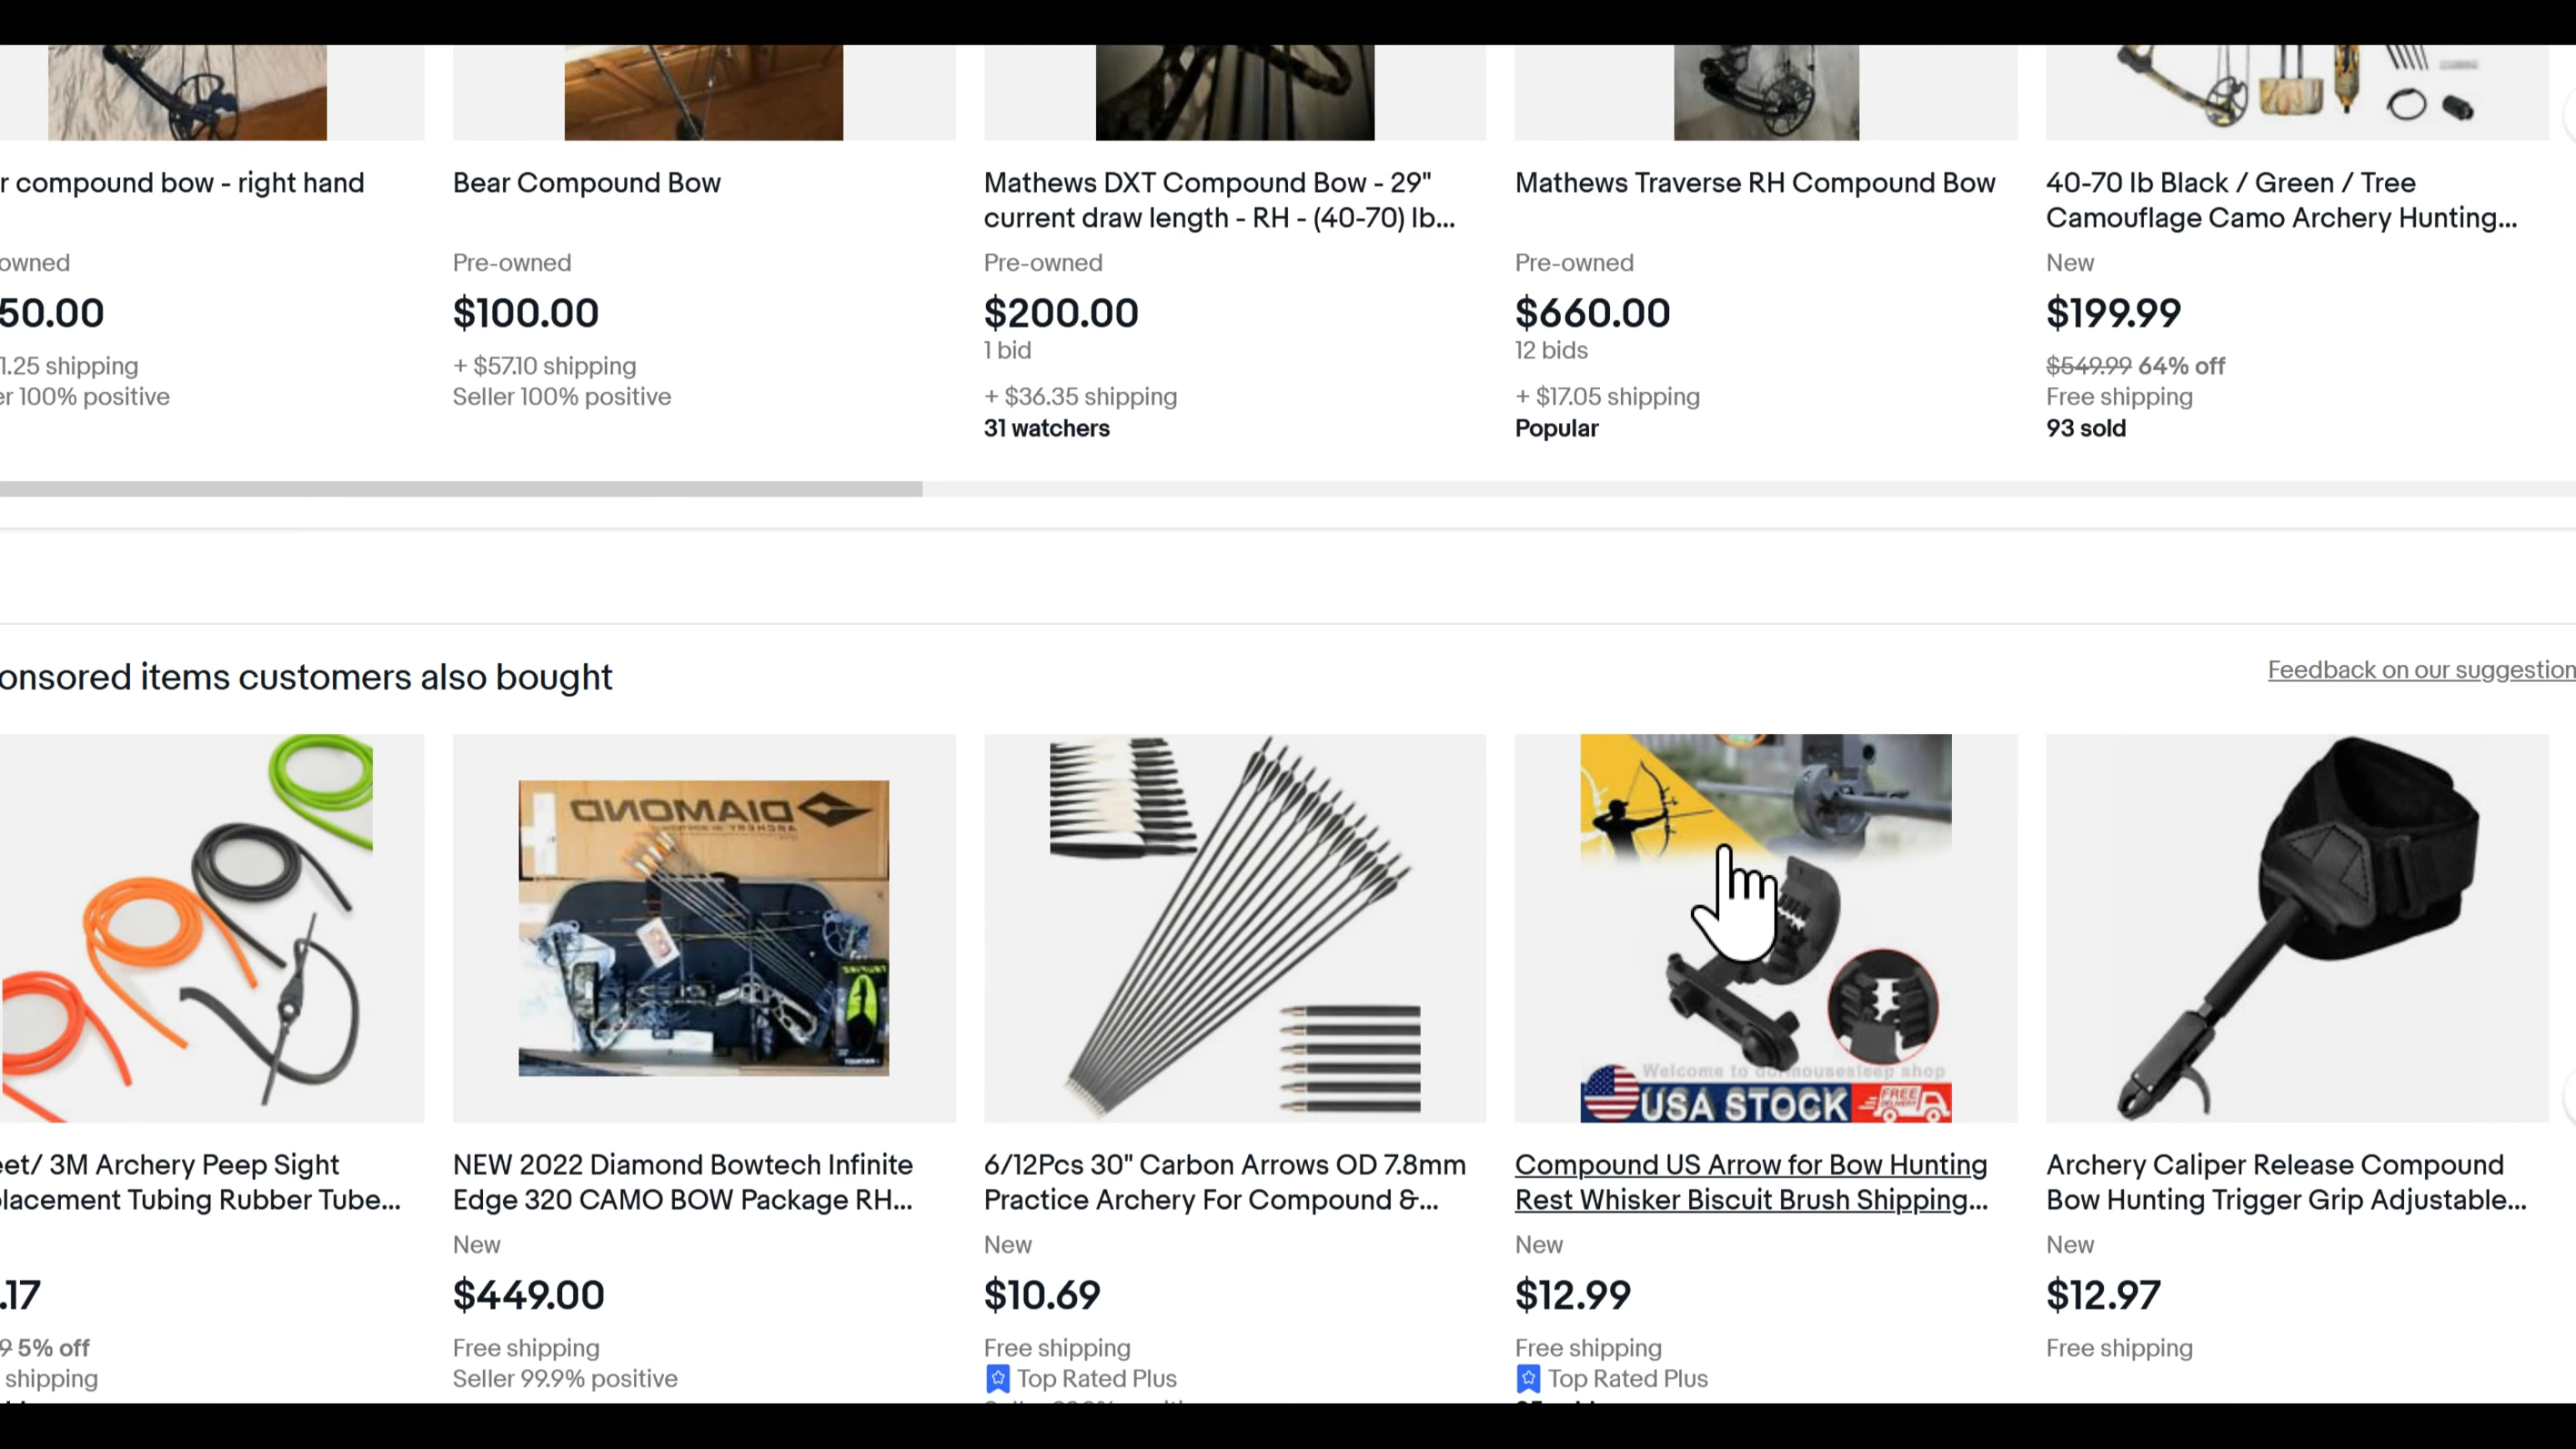 r compound bow - right hand
owned
50.00
1.25 shipping
er 100% positive
Bear Compound Bow
Pre-owned
$100.00
+ $57.10 shipping
Seller 100% positive
Mathews DXT Compound Bow - 29"
current draw length - RH - (40-70) lb...
Pre-owned
$200.00
1 bid
+ $36.35 shipping
31 watchers
Mathews Traverse RH Compound Bow
Pre-owned
$660.00
12 bids
+ $17.05 shipping
Popular
40-70 lb Black / Green / Tree
Camouflage Camo Archery Hunting...
New
$199.99
$549.99 64% off
Free shipping
93 sold
onsored items customers also bought
Feedback on our suggestion
eet/ 3M Archery Peep Sight
placement Tubing Rubber Tube...
.17
9 5% off
shipping
DIAMOND
ARCHERY
NEW 2022 Diamond Bowtech Infinite
Edge 320 CAMO BOW Package RH...
New
$449.00
Free shipping
Seller 99.9% positive
6/12Pcs 30" Carbon Arrows OD 7.8mm
Practice Archery For Compound &...
New
$10.69
Free shipping
Top Rated Plus
Welcome to dormousesleep shop
USA STOCK
FREE
DELIVERY
Compound US Arrow for Bow Hunting
Rest Whisker Biscuit Brush Shipping...
New
$12.99
Free shipping
Top Rated Plus
Archery Caliper Release Compound
Bow Hunting Trigger Grip Adjustable...
New
$12.97
Free shipping